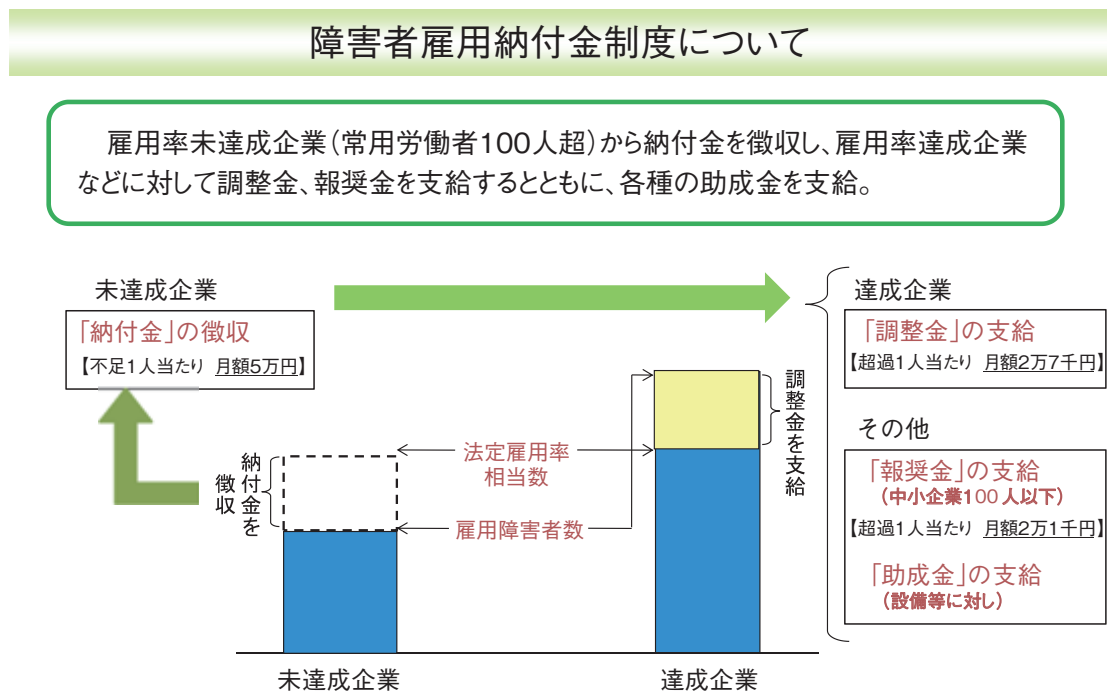 障害者雇用納付金制度について
雇用率未達成企業（常用労働者100人超）から納付金を徴収し、雇用率達成企業
などに対して調整金、報奨金を支給するとともに、各種の助成金を支給。
未達成企業
「納付金」の徴収
【不足1人当たり 月額5万円】
達成企業
「調整金」の支給
【超過1人当たり 月額2万7千円】
その他
「報奨金」の支給
（中小企業100人以下）
【超過1人当たり 月額2万1千円】
「助成金」の支給
（設備等に対し）
納付金を
徴収
法定雇用率
相当数
雇用障害者数
調整金を支給
未達成企業
達成企業